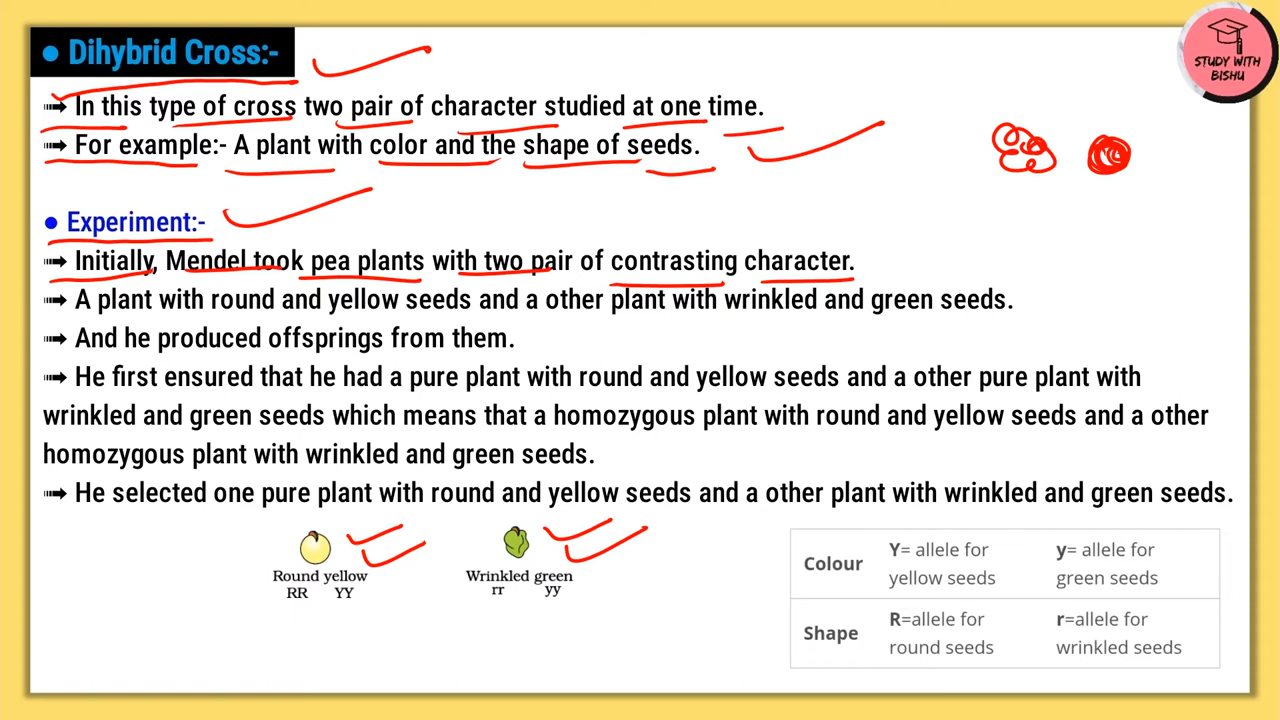 ● Dihybrid Cross:-
➟ In this type of cross two pair of character studied at one time.
➟ For example:- A plant with color and the shape of seeds.
● Experiment:-
➟ Initially, Mendel took pea plants with two pair of contrasting character.
➟ A plant with round and yellow seeds and a other plant with wrinkled and green seeds.
➟ And he produced offsprings from them.
➟ He first ensured that he had a pure plant with round and yellow seeds and a other pure plant with
wrinkled and green seeds which means that a homozygous plant with round and yellow seeds and a other
homozygous plant with wrinkled and green seeds.
➟ He selected one pure plant with round and yellow seeds and a other plant with wrinkled and green seeds.
Round yellow
RR YY
Wrinkled green
rr yy
Colour
Y= allele for
yellow seeds
y= allele for
green seeds
Shape
R=allele for
round seeds
r=allele for
wrinkled seeds
STUDY WITH
BISHU